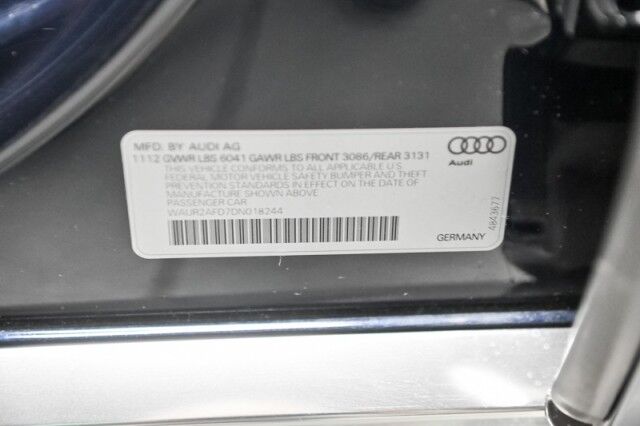 MFD. BY AUDI AG
1112 GVWR LBS 6041 GAWR LBS FRONT 3086/REAR 3131
THIS VEHICLE CONFORMS TO ALL APPLICABLE U.S.
FEDERAL MOTOR VEHICLE SAFETY BUMPER AND THEFT
PREVENTION STANDARDS IN EFFECT ON THE DATE OF
MANUFACTURE SHOWN ABOVE
PASSENGER CAR
WAUR2AFD7DN018244
Audi
GERMANY
4843677